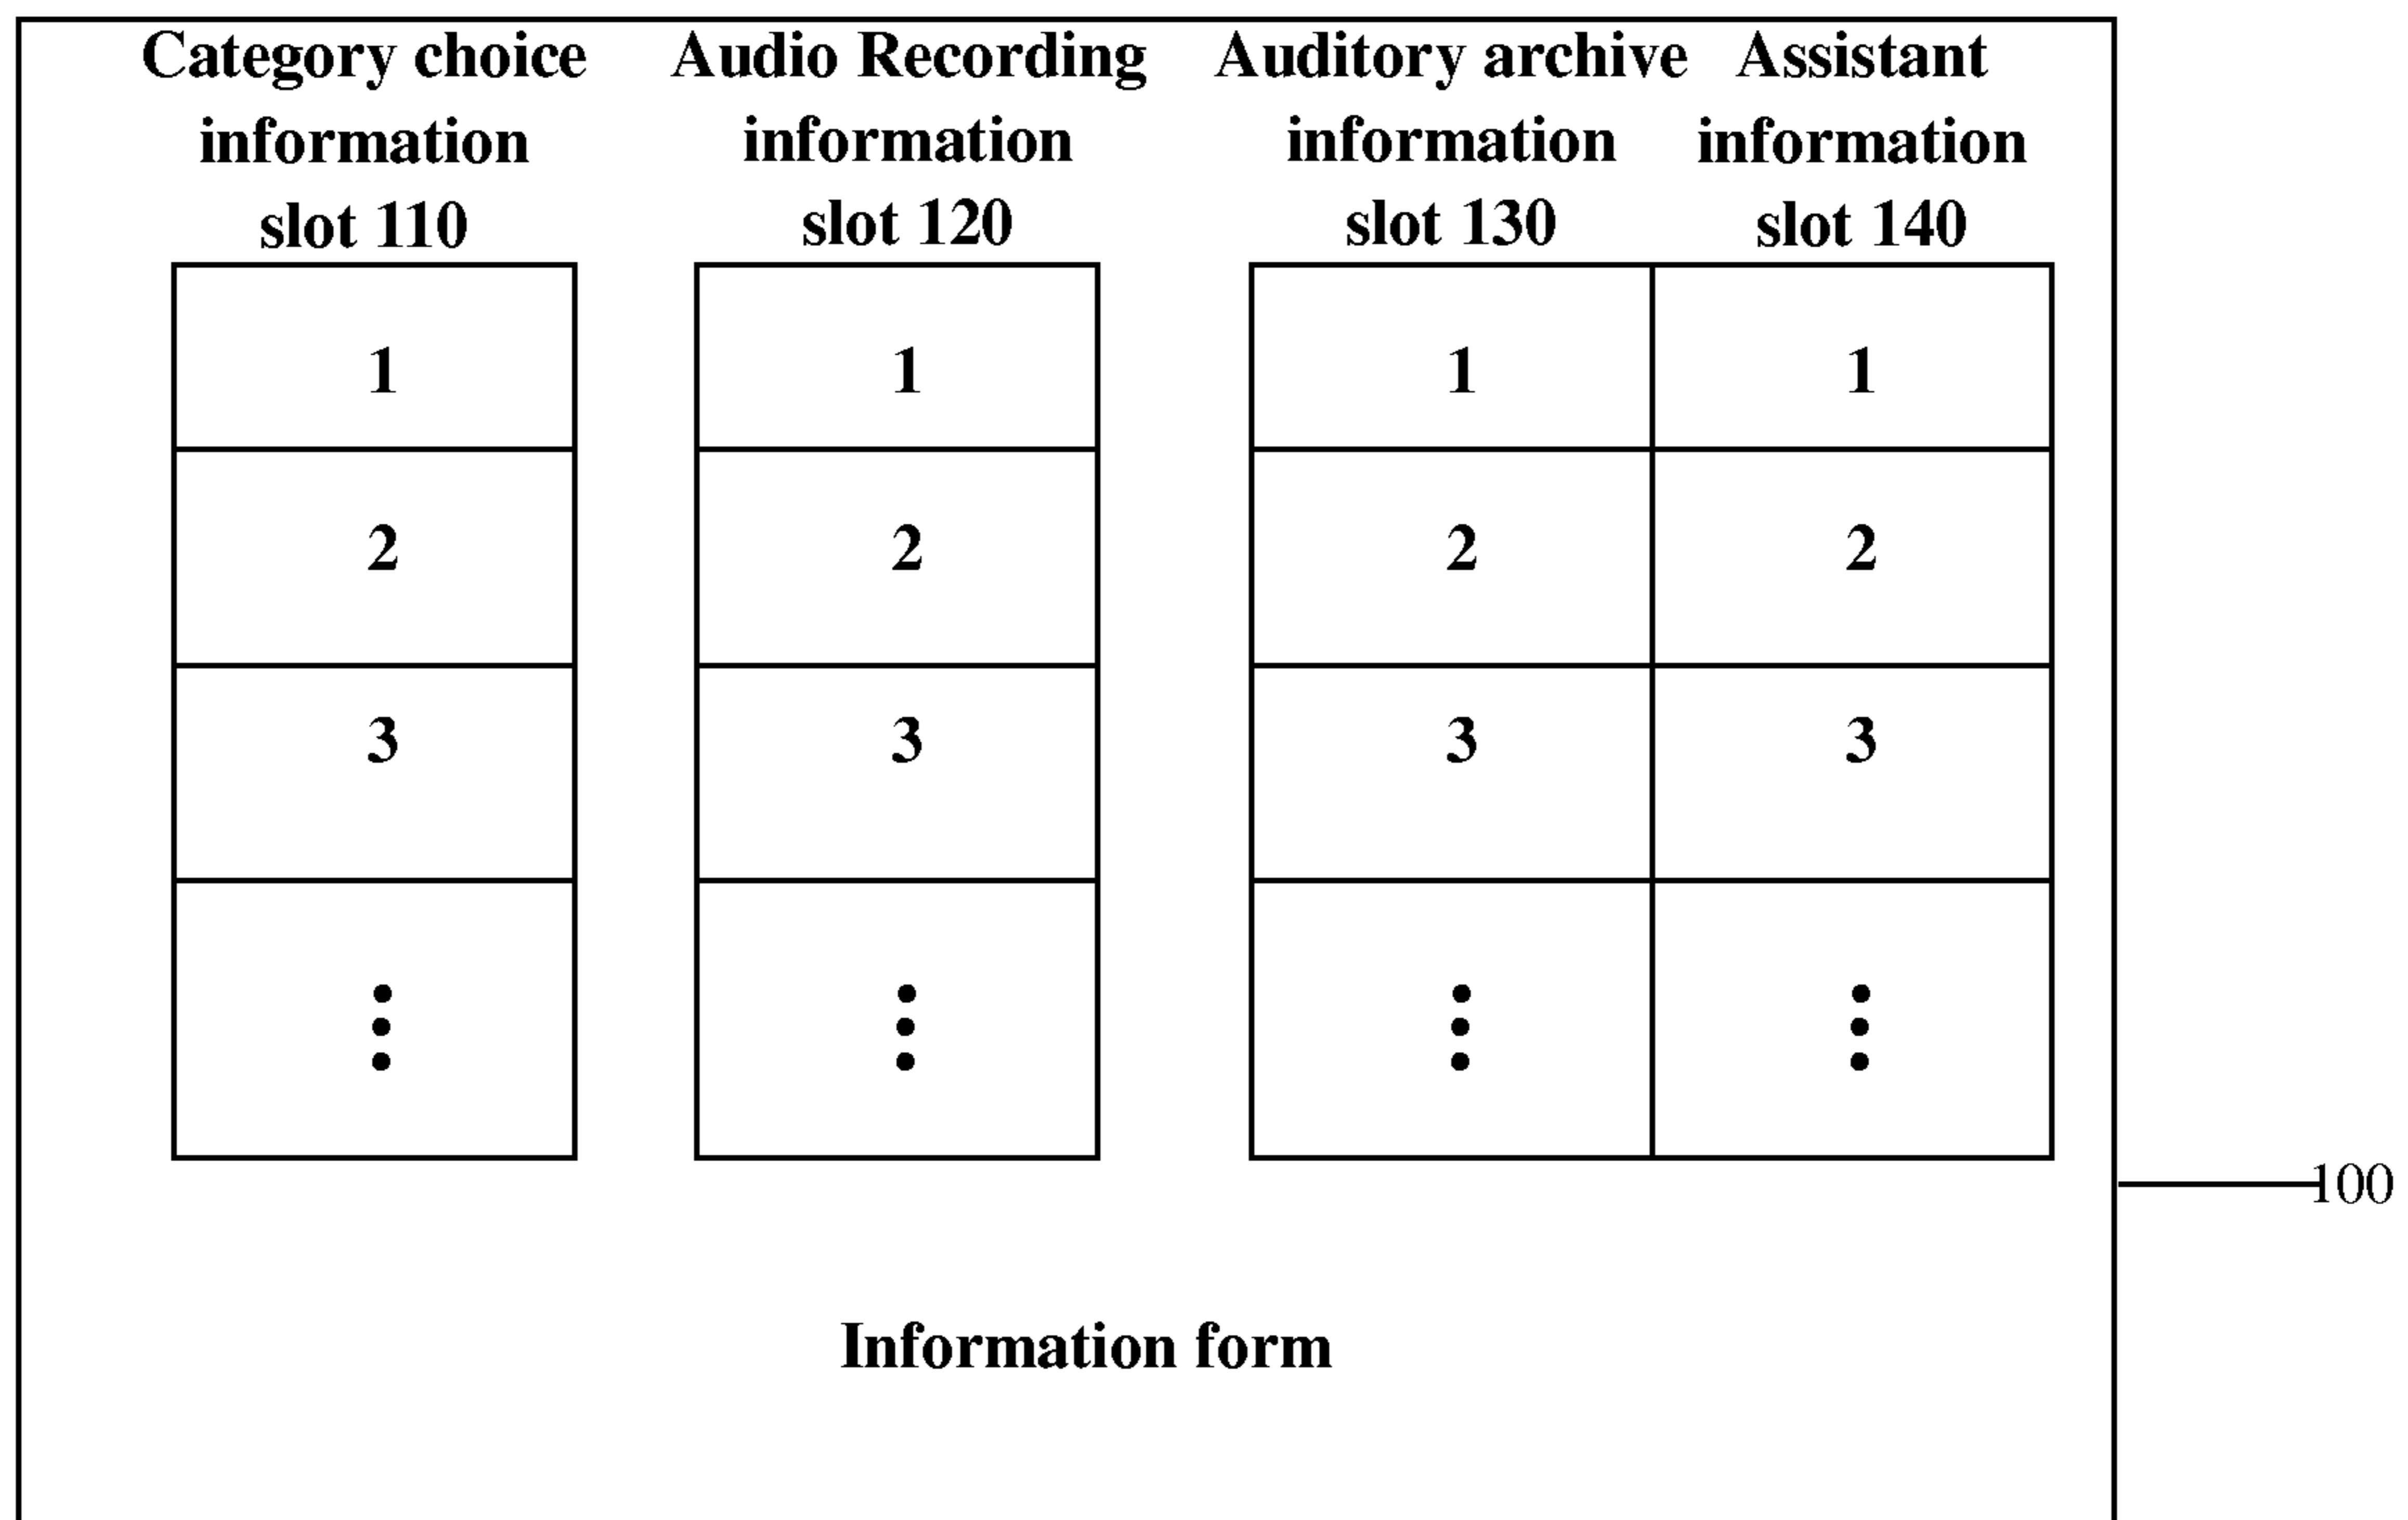 Category choice
information
slot 110
Audio Recording
information
slot 120
Auditory archive
information
slot 130
Assistant
information
slot 140
1
1
1
1
2
2
2
2
3
3
3
3
100
Information form